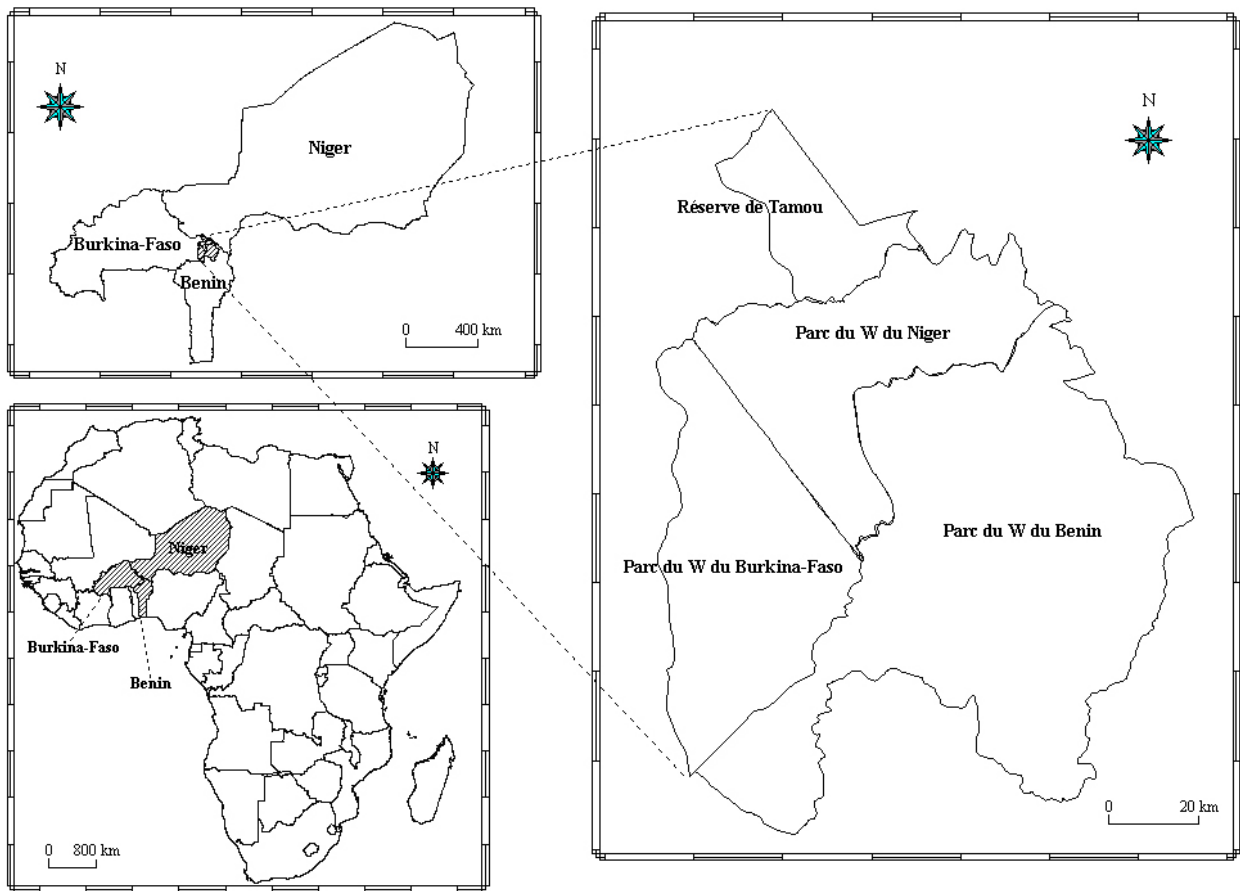 N
Niger
Burkina-Faso
Benin
0 400 km
N
Niger
Burkina-Faso
Benin
0 800 km
N
Réserve de Tamou
Parc du W du Niger
Parc du W du Benin
Parc du W du Burkina-Faso
0 20 km